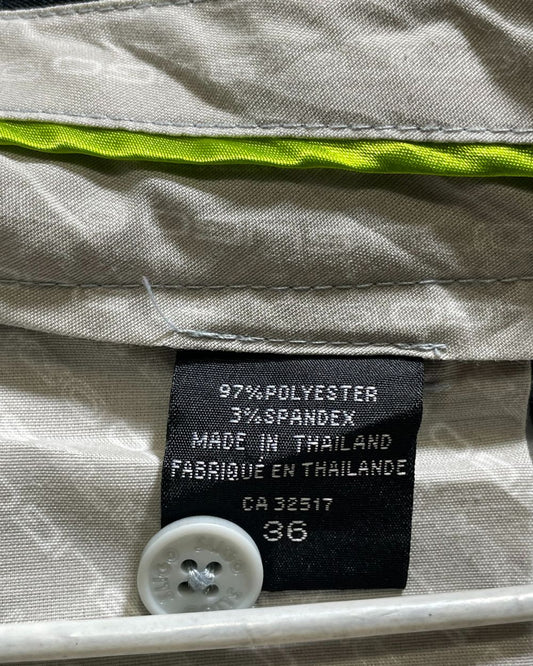 97%POLYESTER
3%SPANDEX
MADE IN THAILAND
FABRIQUÉ EN THAILANDE
CA 32517
36